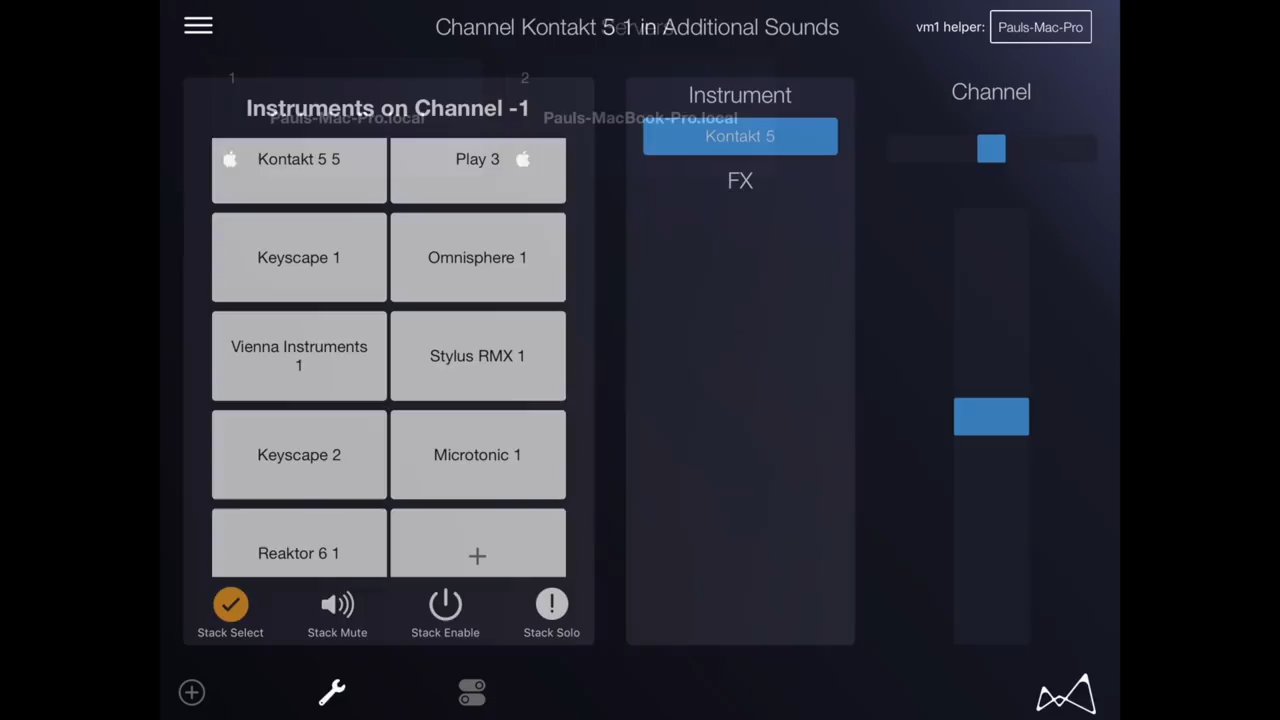 Channel Kontakt 5 1 in Additional Sounds
Servers
vm1 helper:
Pauls-Mac-Pro
1
2
Instruments on Channel -1
Pauls-Mac-Pro.local
Pauls-MacBook-Pro.local
Instrument
Channel
Kontakt 5
FX
Kontakt 5 5
Play 3
Keyscape 1
Omnisphere 1
Vienna Instruments
1
Stylus RMX 1
Keyscape 2
Microtonic 1
Reaktor 6 1
+
Stack Select
Stack Mute
Stack Enable
Stack Solo